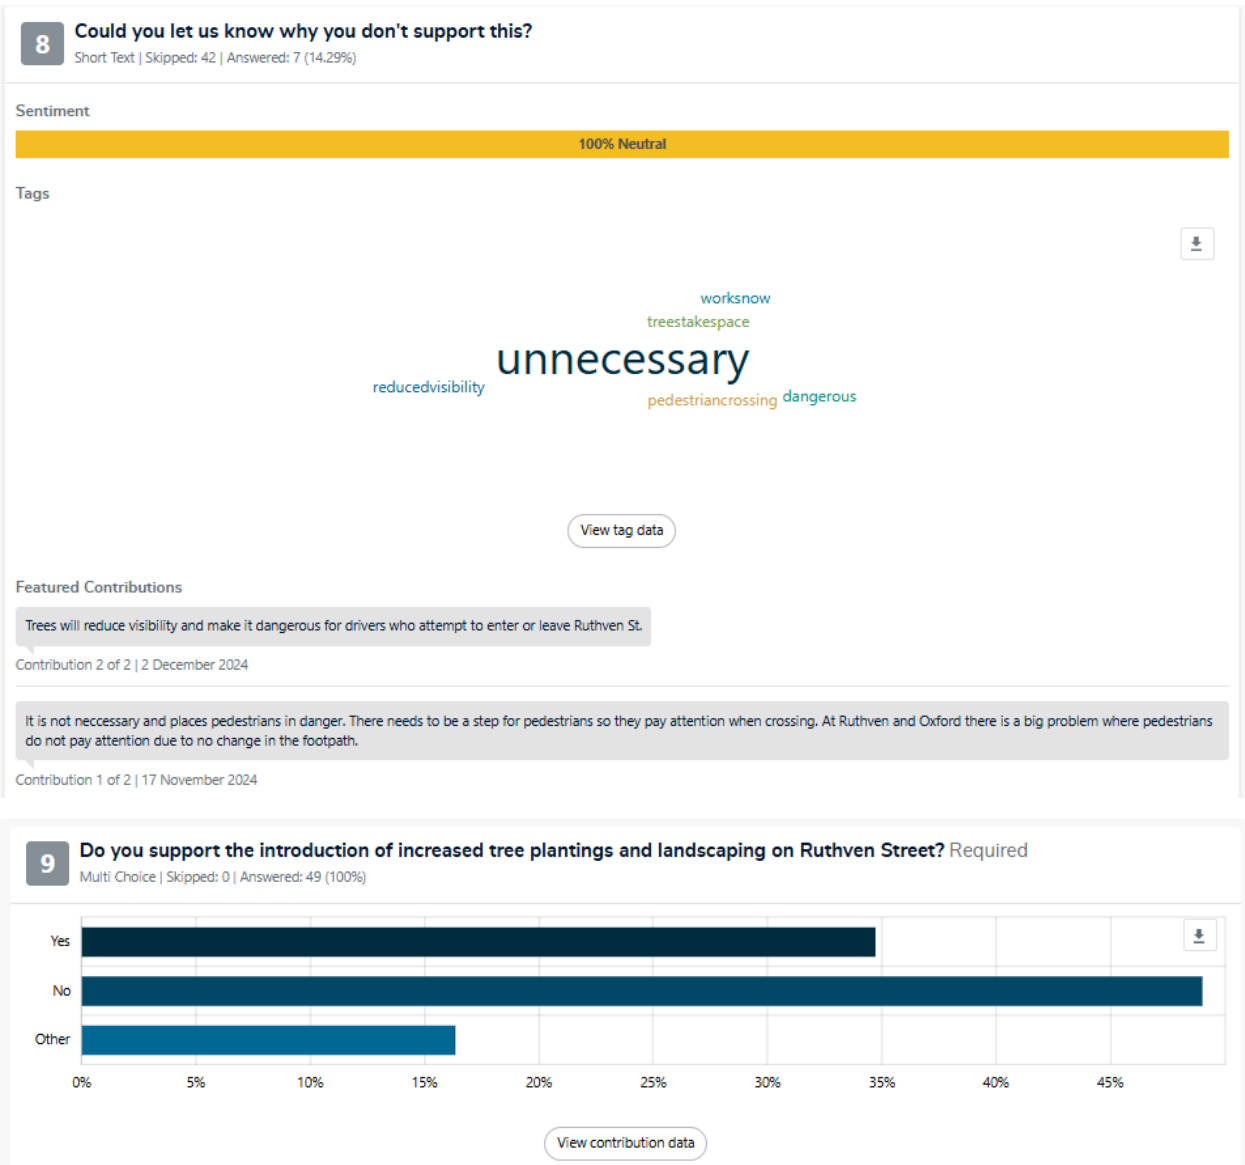 8
Could you let us know why you don't support this?
Short Text | Skipped: 42 | Answered: 7 (14.29%)
Sentiment
100% Neutral
Tags
worksnow
treestakespace
unnecessary
reducedvisibility
pedestriancrossing
dangerous
View tag data
Featured Contributions
Trees will reduce visibility and make it dangerous for drivers who attempt to enter or leave Ruthven St.
Contribution 2 of 2 | 2 December 2024
It is not neccessary and places pedestrians in danger. There needs to be a step for pedestrians so they pay attention when crossing. At Ruthven and Oxford there is a big problem where pedestrians
do not pay attention due to no change in the footpath.
Contribution 1 of 2 | 17 November 2024
9
Do you support the introduction of increased tree plantings and landscaping on Ruthven Street? Required
Multi Choice | Skipped: 0 | Answered: 49 (100%)
Yes
No
Other
0% 5% 10% 15% 20% 25% 30% 35% 40% 45%
View contribution data